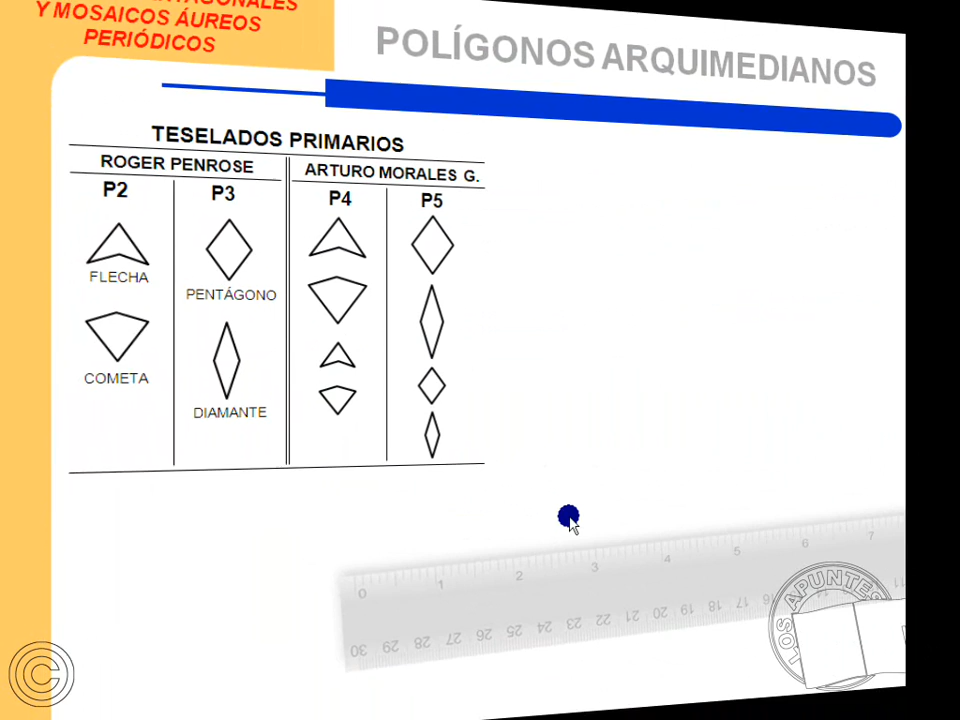 Y MOSAICOS ÁUREOS
PERIÓDICOS
POLÍGONOS ARQUIMEDIANOS
TESELADOS PRIMARIOS
ROGER PENROSE
ARTURO MORALES G.
P2
P3
P4
P5
FLECHA
PENTÁGONO
COMETA
DIAMANTE
0 1 2 3 4 5 6 7
30 29 28 27 26 25 24 23 22 21 20 19 18 17 16
LOS APUNTES
C